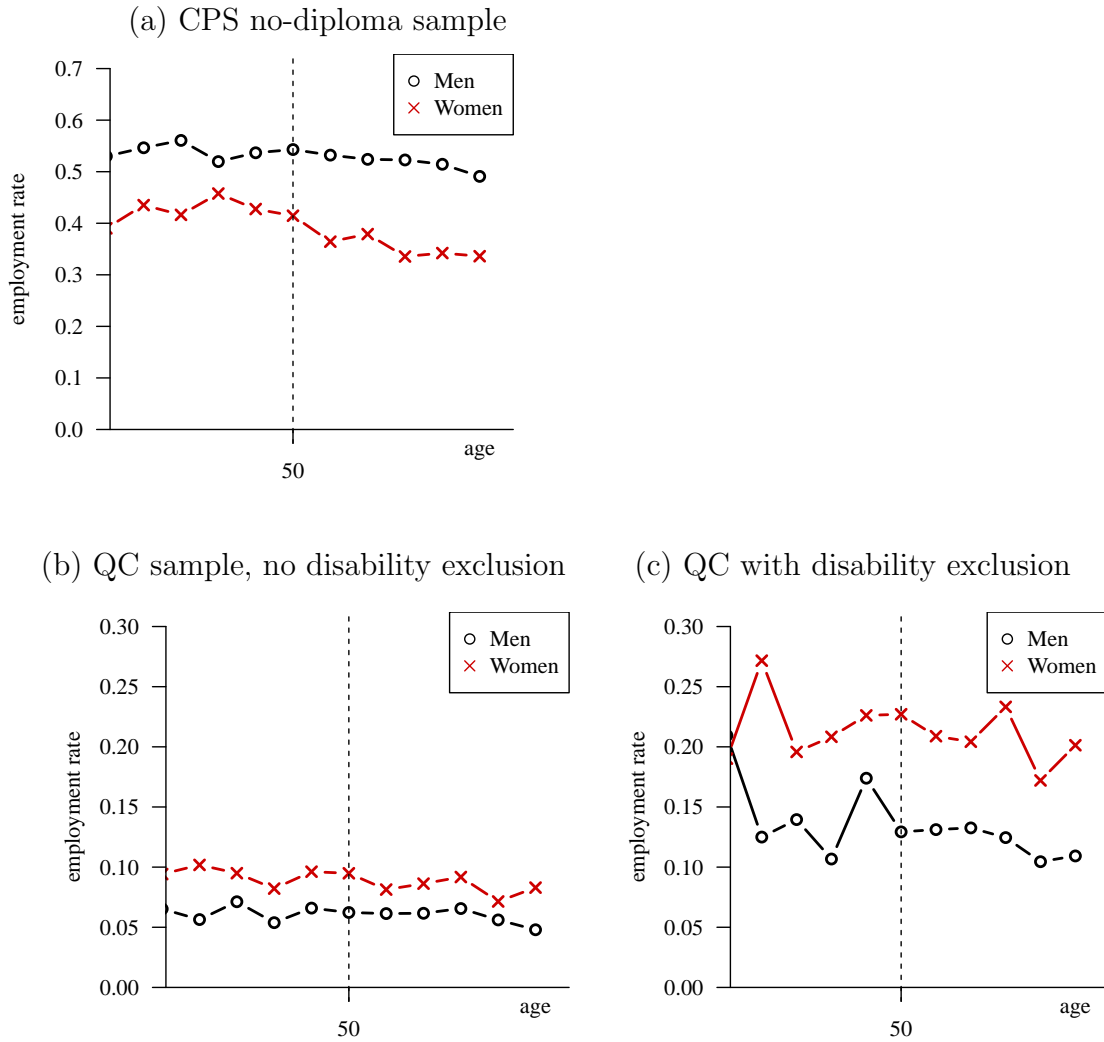 (a) CPS no-diploma sample
Men
Women
0.7
0.6
0.5
0.4
0.3
0.2
0.1
0.0
employment rate
age
50
(b) QC sample, no disability exclusion
Men
Women
0.30
0.25
0.20
0.15
0.10
0.05
0.00
employment rate
age
50
(c) QC with disability exclusion
Men
Women
0.30
0.25
0.20
0.15
0.10
0.05
0.00
employment rate
age
50